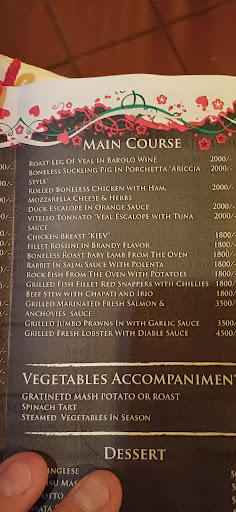 Main Course
Roast Leg Of Veal In Barolo Wine 2000/-
Boneless Suckling Pig In Porchetta "Ariccia 2000/-
Style"
Rolled Boneless Chicken with Ham, 2000/-
Mozzarella Cheese & Herbs
Duck Escalope In Orange Sauce 2000/-
Vitello Tonnato "Veal Escalope with Tuna 2000/-
Sauce
Chicken Breast "Kiev" 1800/-
Fillet Rossini in Brandy Flavor 1800/-
Boneless Roast Baby Lamb From The Oven 1800/-
Rabbit In Salmi Sauce With Polenta 1800/-
Rock Fish From The Oven With Potatoes 1800/-
Grilled Fish Fillet Red Snappers with Chillies 1800/-
Beef Stew with Chapati and Irio 1800/-
Grilled Marinated Fresh Salmon & 3500/-
Anchovies sauce
Grilled Jumbo Prawns In with Garlic Sauce 3500/-
Grilled Fresh Lobster With Diable Sauce 4500/-
Vegetables Accompaniment
Gratinetd mash Potato or Roast
Spinach Tart
Steamed Vegetables In Season
Dessert